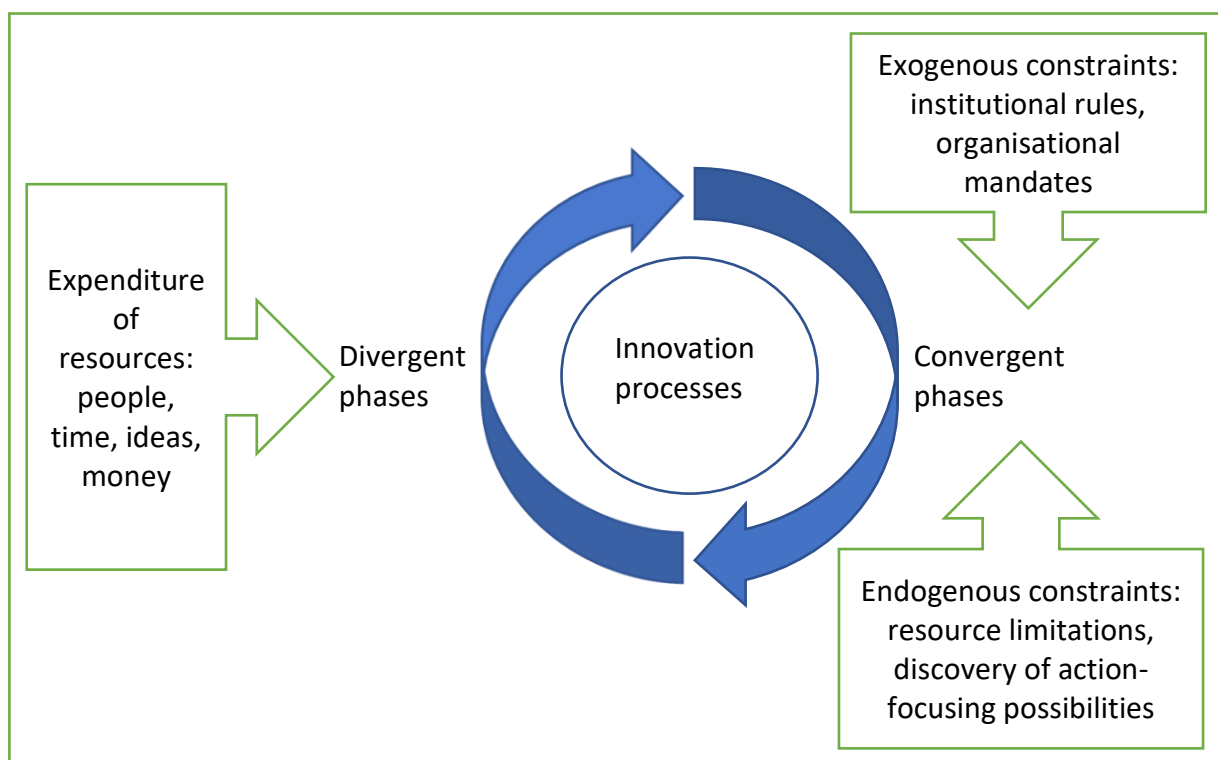 Exogenous constraints:
institutional rules,
organisational
mandates
Expenditure
of
resources:
people,
time, ideas,
money
Divergent
phases
Innovation
processes
Convergent
phases
Endogenous constraints:
resource limitations,
discovery of action-
focusing possibilities